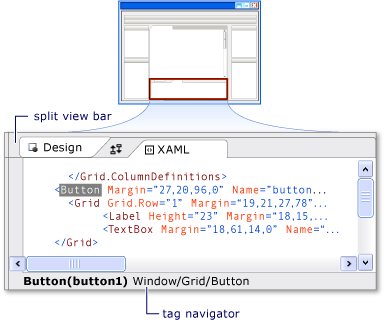 split view bar
Design XAML
</Grid.ColumnDefinitions>
<Button Margin="27,20,96,0" Name="button...
<Grid Grid.Row="1" Margin="19,21,27,78"...
<Label Height="23" Margin="18,15,...
<TextBox Margin="18,61,14,0" Name="...
</Grid>
Button(button1) Window/Grid/Button
tag navigator